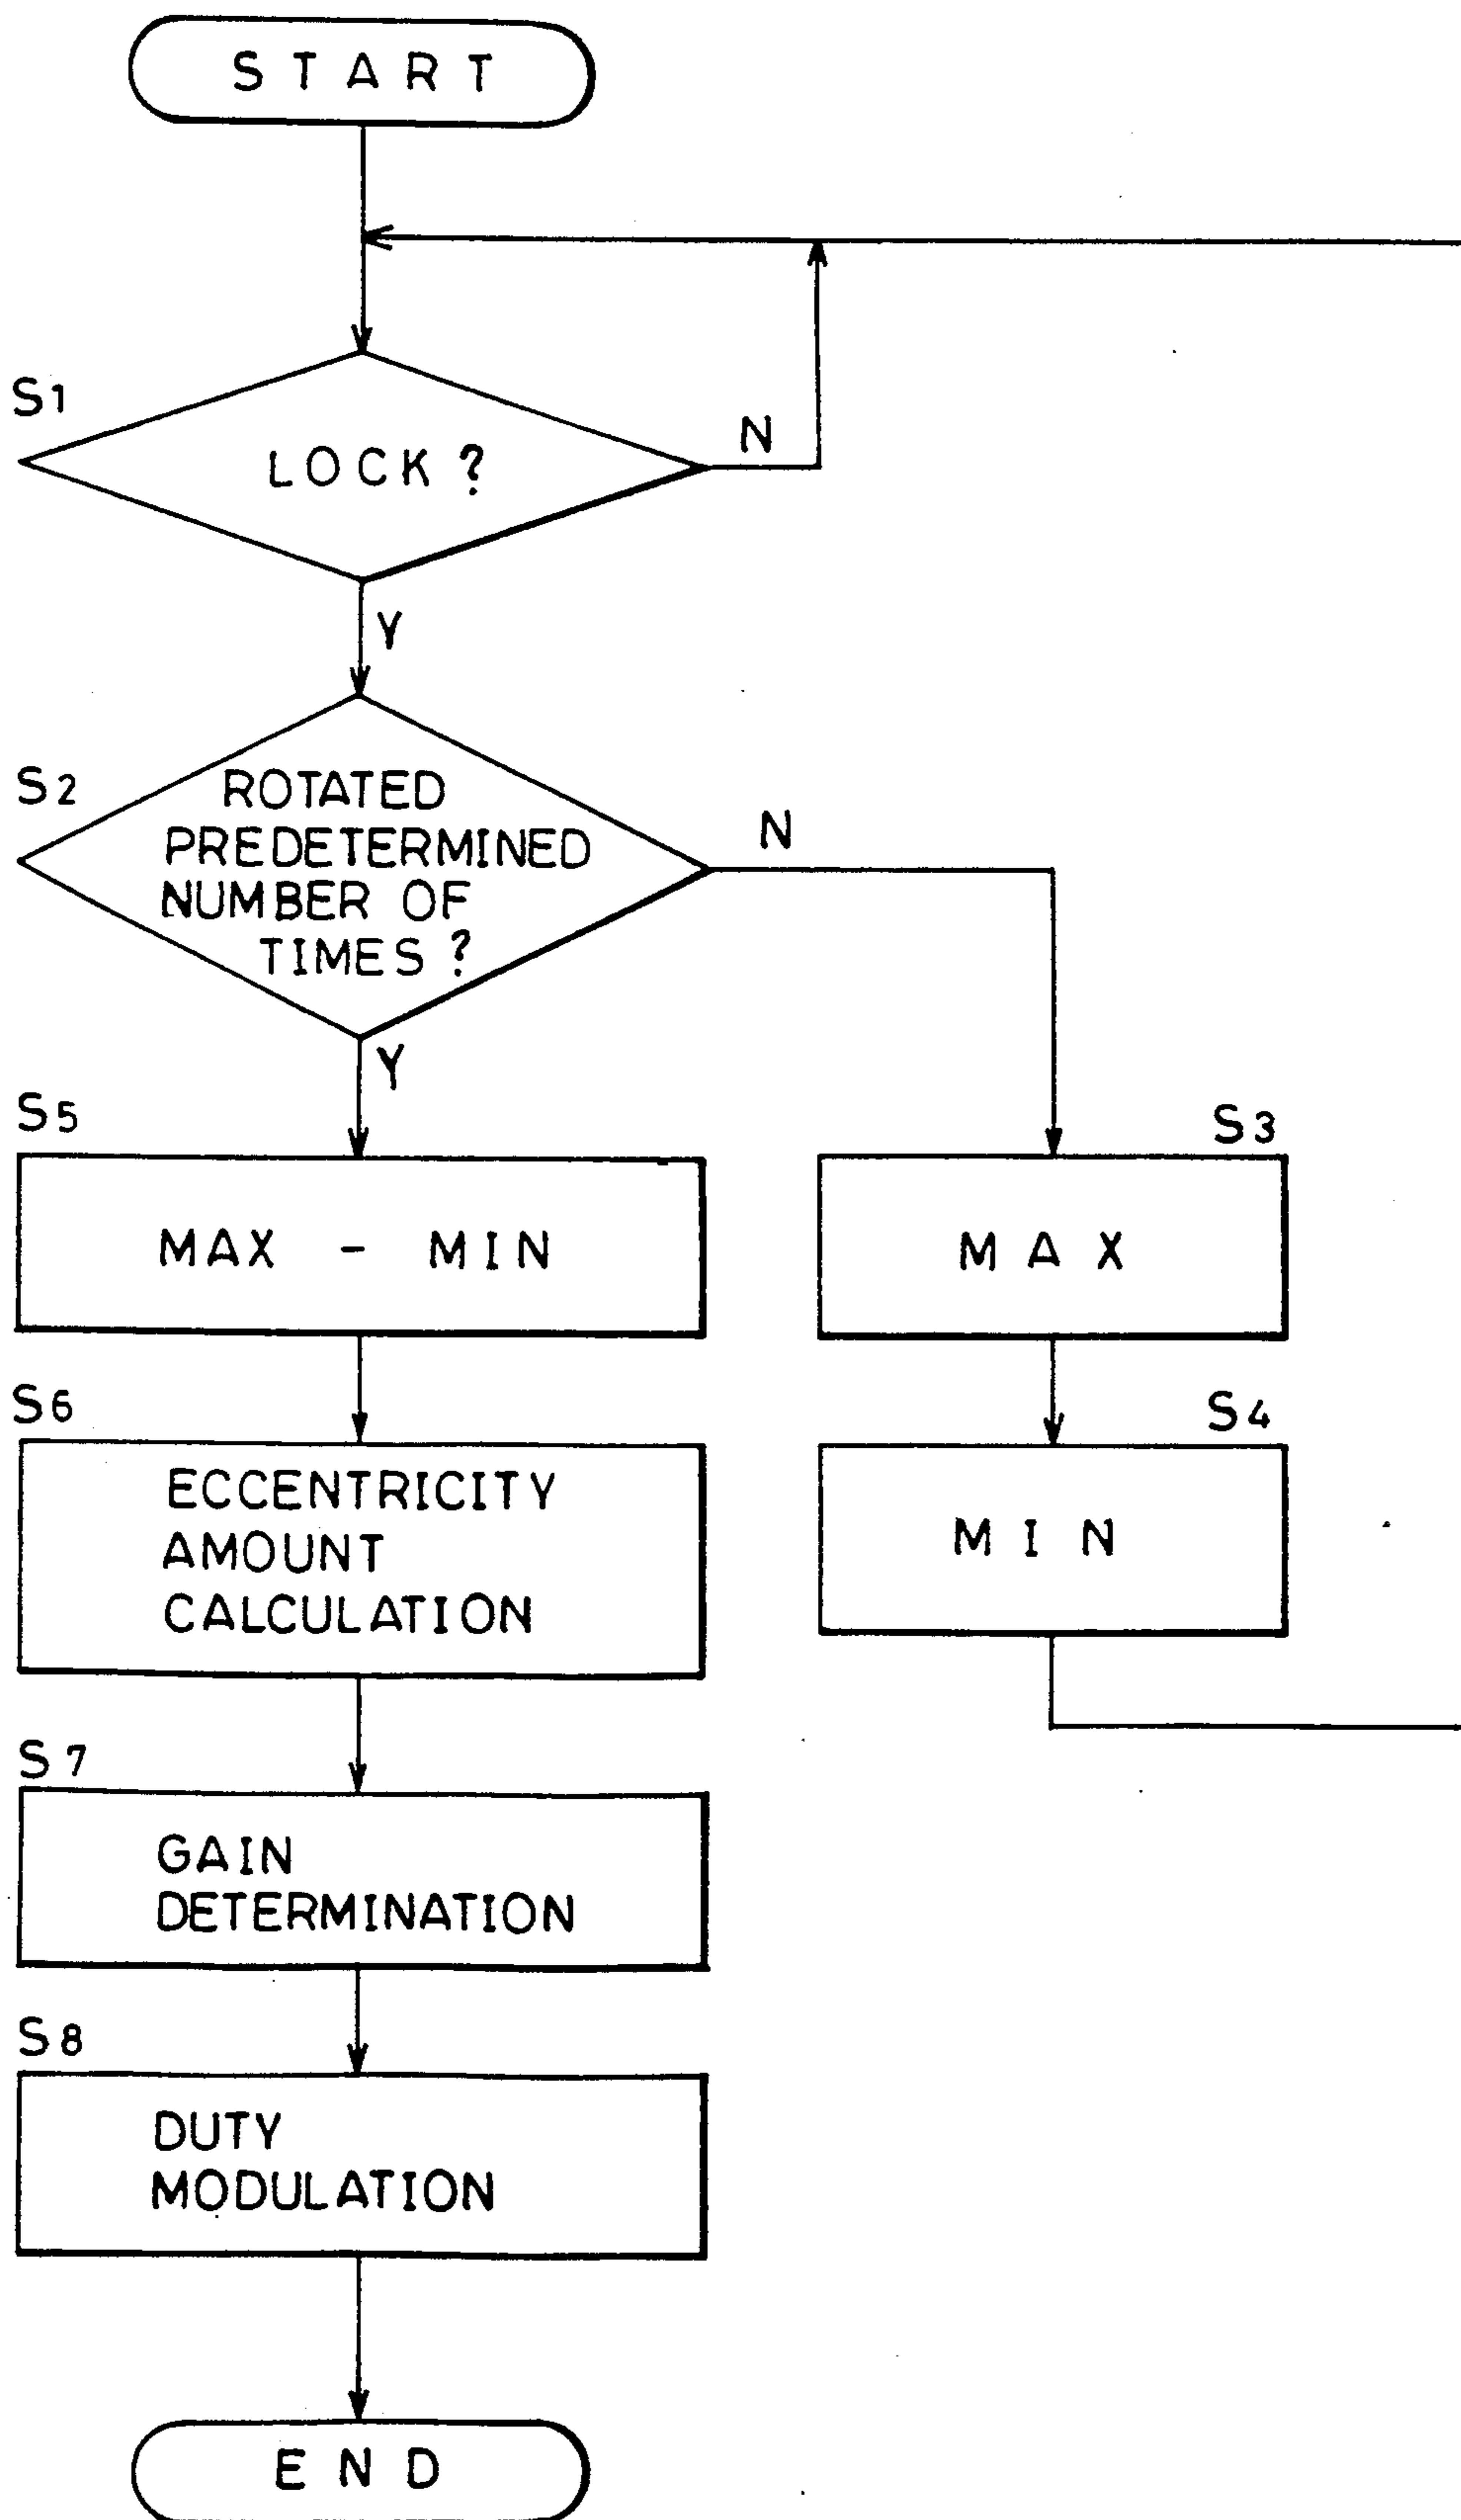 START
S1
LOCK?
N
Y
S2
ROTATED
PREDETERMINED
NUMBER OF
TIMES?
N
Y
S5
MAX - MIN
S3
MAX
S6
ECCENTRICITY
AMOUNT
CALCULATION
S4
MIN
S7
GAIN
DETERMINATION
S8
DUTY
MODULATION
END